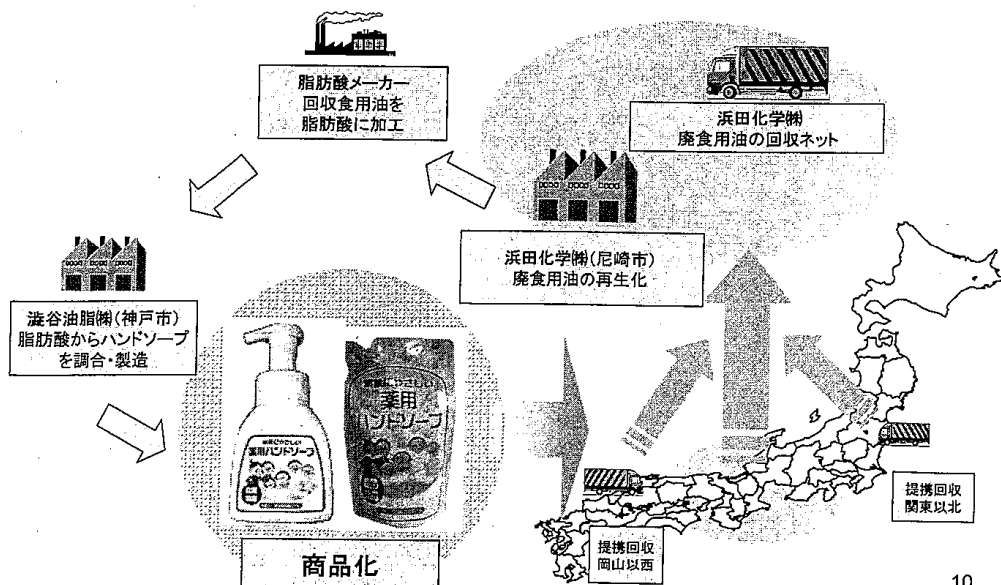 脂肪酸メーカー
回収食用油を
脂肪酸に加工
浜田化学㈱
廃食用油の回収ネット
浜田化学㈱(尼崎市)
廃食用油の再生化
澁谷油脂㈱(神戸市)
脂肪酸からハンドソープ
を調合・製造
薬用ハンドソープ
薬用
ハンドソープ
商品化
提携回収
岡山以西
提携回収
関東以北
10